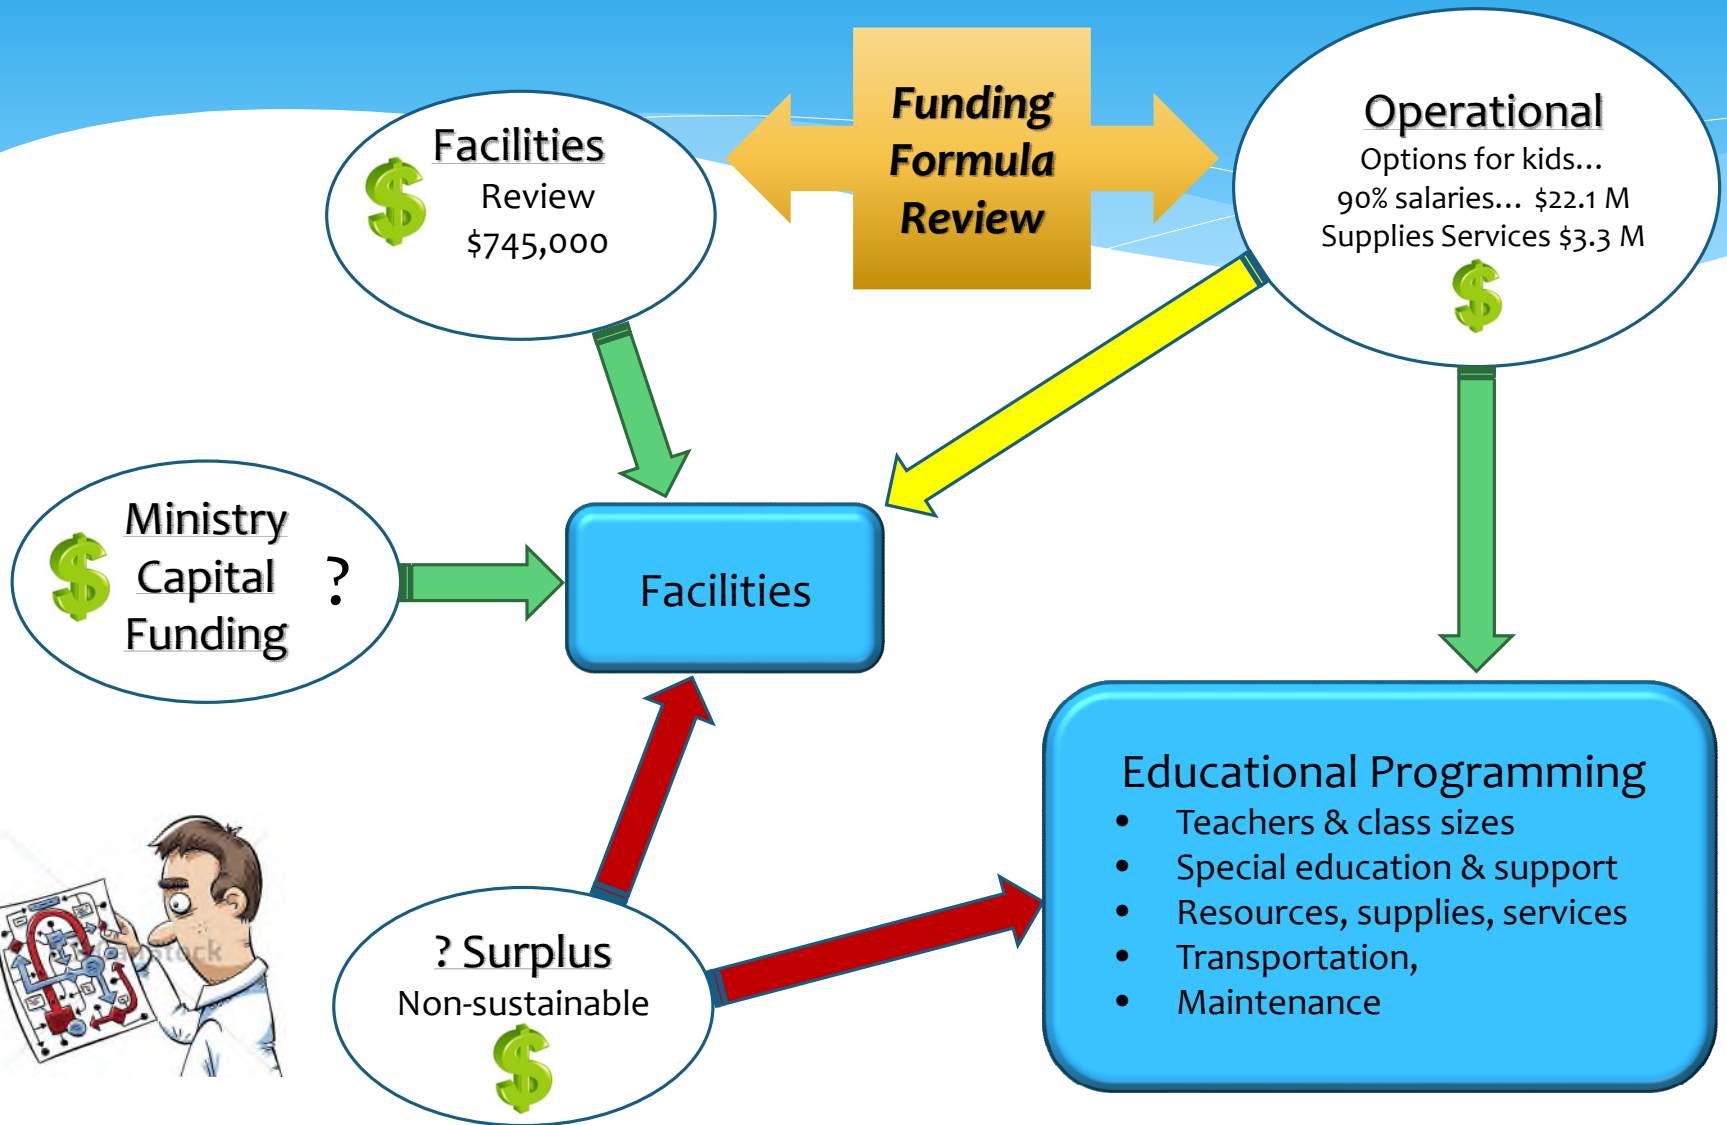 Funding
Formula
Review
Facilities
Review
$745,000
Operational
Options for kids...
90% salaries... $22.1 M
Supplies Services $3.3 M
Ministry
Capital
Funding
?
Facilities
? Surplus
Non-sustainable
Educational Programming
• Teachers & class sizes
• Special education & support
• Resources, supplies, services
• Transportation,
• Maintenance